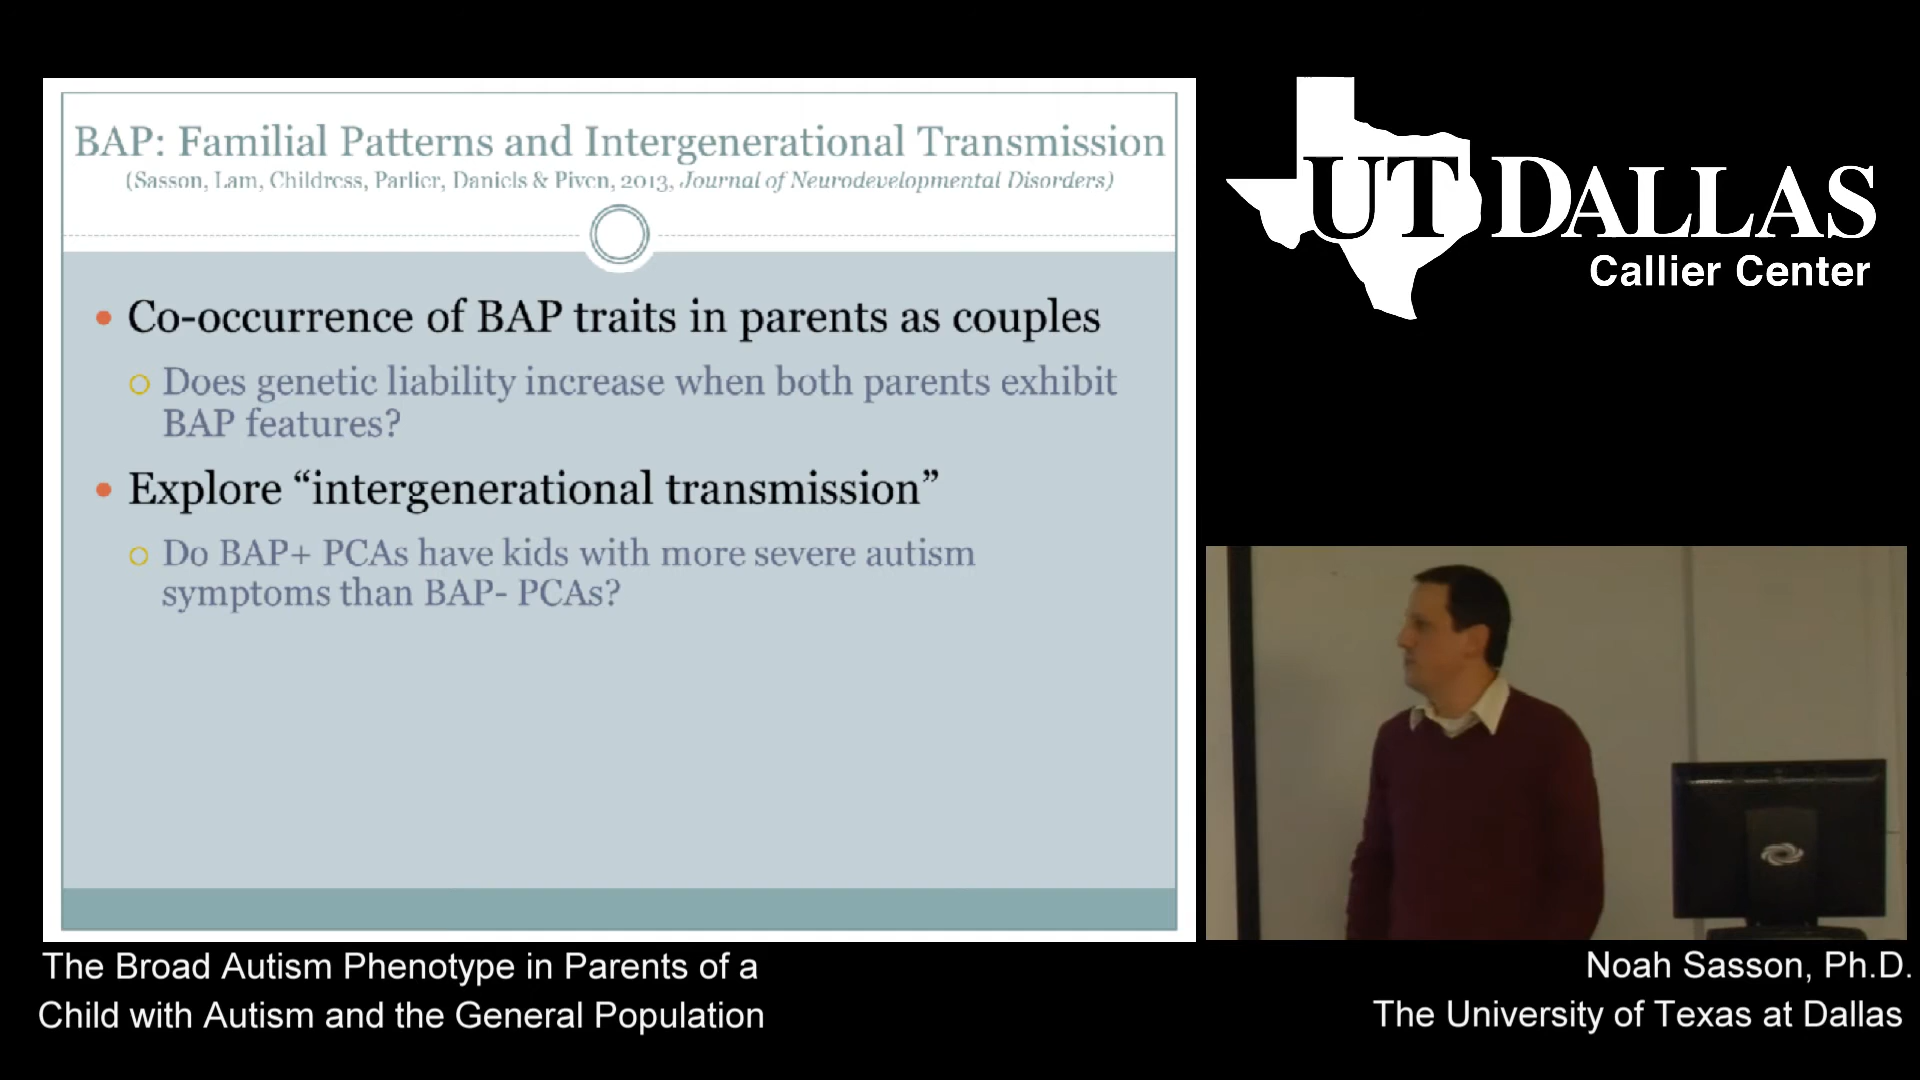 BAP: Familial Patterns and Intergenerational Transmission
(Sasson, Lam, Childress, Parlier, Daniels & Piven, 2013, Journal of Neurodevelopmental Disorders)
• Co-occurrence of BAP traits in parents as couples
○ Does genetic liability increase when both parents exhibit
BAP features?
• Explore “intergenerational transmission”
○ Do BAP+ PCAs have kids with more severe autism
symptoms than BAP- PCAs?
UT DALLAS
Callier Center
The Broad Autism Phenotype in Parents of a
Child with Autism and the General Population
Noah Sasson, Ph.D.
The University of Texas at Dallas